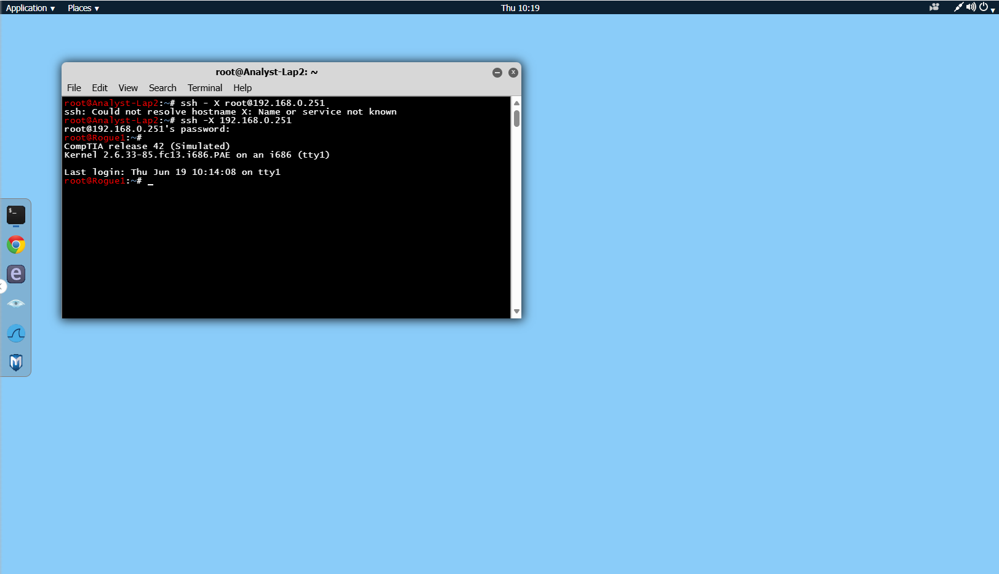 Application ▼ Places ▼ Thu 10:19
root@Analyst-Lap2: ~
File Edit View Search Terminal Help
root@Analyst-Lap2:~# ssh - X root@192.168.0.251
ssh: Could not resolve hostname X: Name or service not known
root@Analyst-Lap2:~# ssh -X 192.168.0.251
root@192.168.0.251's password:
root@Rogue1:~#
CompTIA release 42 (Simulated)
Kernel 2.6.33-85.fc13.i686.PAE on an i686 (tty1)
Last login: Thu Jun 19 10:14:08 on tty1
root@Rogue1:~# _
$_
e
M